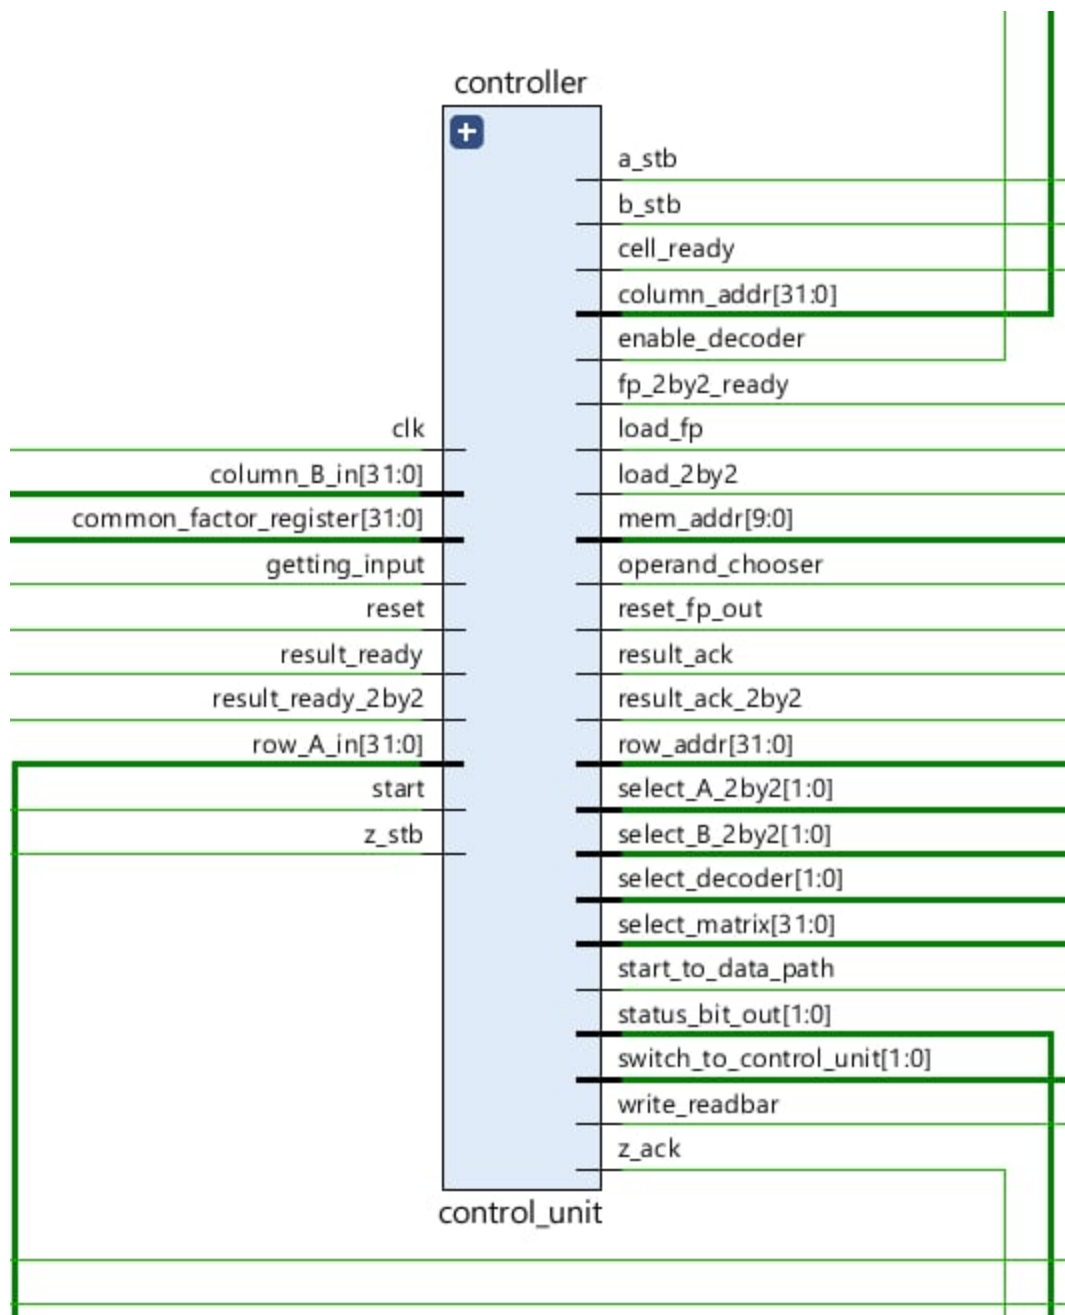 controller
a_stb
b_stb
cell_ready
column_addr[31:0]
enable_decoder
fp_2by2_ready
clk
load_fp
column_B_in[31:0]
load_2by2
common_factor_register[31:0]
mem_addr[9:0]
getting_input
operand_chooser
reset
reset_fp_out
result_ready
result_ack
result_ready_2by2
result_ack_2by2
row_A_in[31:0]
row_addr[31:0]
start
select_A_2by2[1:0]
z_stb
select_B_2by2[1:0]
select_decoder[1:0]
select_matrix[31:0]
start_to_data_path
status_bit_out[1:0]
switch_to_control_unit[1:0]
write_readbar
z_ack
control_unit